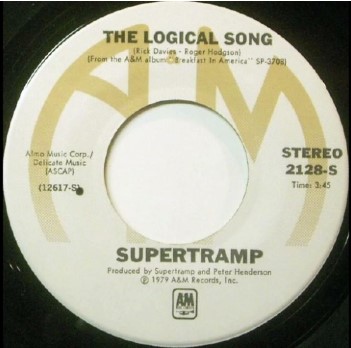 THE LOGICAL SONG
(Rick Davies - Roger Hodgson)
(From the A&M album "Breakfast In America" SP-3708)
Almo Music Corp./
Delicate Music
(ASCAP)
(12617-S)
STEREO
2128-S
Time: 3:45
SUPERTRAMP
Produced by Supertramp and Peter Henderson
℗ 1979 A&M Records, Inc.
A&M
RECORDS
A&M